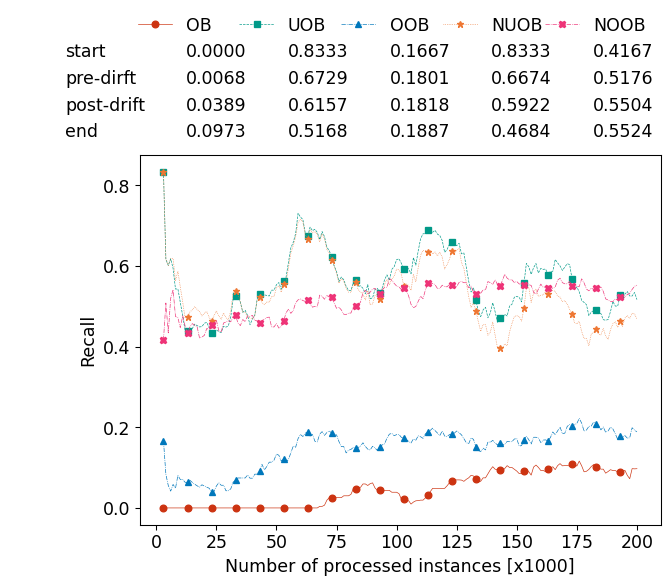 OB UOB OOB NUOB NOOB
start 0.0000 0.8333 0.1667 0.8333 0.4167
pre-dirft 0.0068 0.6729 0.1801 0.6674 0.5176
post-drift 0.0389 0.6157 0.1818 0.5922 0.5504
end 0.0973 0.5168 0.1887 0.4684 0.5524
0.8
0.6
0.4
0.2
0.0
Recall
0 25 50 75 100 125 150 175 200
Number of processed instances [x1000]